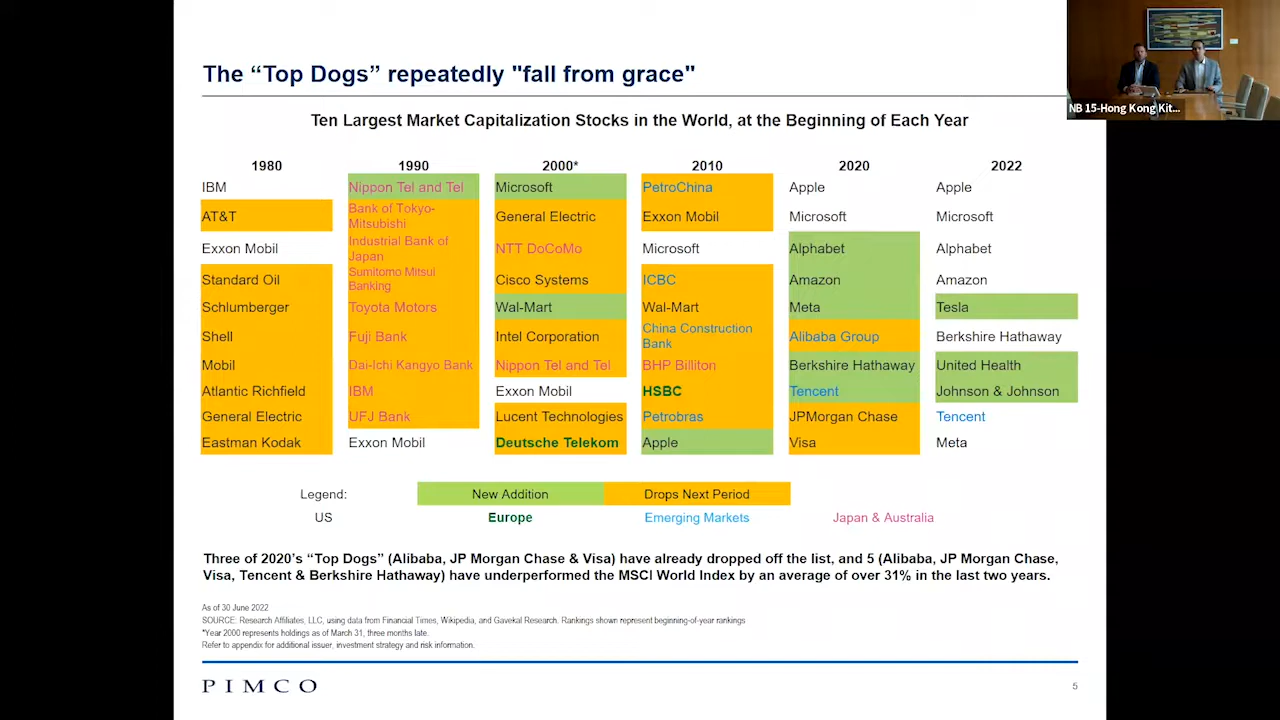 The “Top Dogs” repeatedly "fall from grace"
NB 15-Hong Kong Kit...
Ten Largest Market Capitalization Stocks in the World, at the Beginning of Each Year
1980 1990 2000* 2010 2020 2022
IBM Nippon Tel and Tel Microsoft PetroChina Apple Apple
AT&T Bank of Tokyo-Mitsubishi General Electric Exxon Mobil Microsoft Microsoft
Exxon Mobil Industrial Bank of Japan NTT DoCoMo Microsoft Alphabet Alphabet
Standard Oil Sumitomo Mitsui Banking Cisco Systems ICBC Amazon Amazon
Schlumberger Toyota Motors Wal-Mart Wal-Mart Meta Tesla
Shell Fuji Bank Intel Corporation China Construction Bank Alibaba Group Berkshire Hathaway
Mobil Dai-Ichi Kangyo Bank Nippon Tel and Tel BHP Billiton Berkshire Hathaway United Health
Atlantic Richfield IBM Exxon Mobil HSBC Tencent Johnson & Johnson
General Electric UFJ Bank Lucent Technologies Petrobras JPMorgan Chase Tencent
Eastman Kodak Exxon Mobil Deutsche Telekom Apple Visa Meta
Legend: New Addition Drops Next Period
US Europe Emerging Markets Japan & Australia
Three of 2020’s “Top Dogs” (Alibaba, JP Morgan Chase & Visa) have already dropped off the list, and 5 (Alibaba, JP Morgan Chase,
Visa, Tencent & Berkshire Hathaway) have underperformed the MSCI World Index by an average of over 31% in the last two years.
As of 30 June 2022
SOURCE: Research Affiliates, LLC, using data from Financial Times, Wikipedia, and Gavekal Research. Rankings shown represent beginning-of-year rankings
*Year 2000 represents holdings as of March 31, three months late.
Refer to appendix for additional issuer, investment strategy and risk information.
PIMCO
5